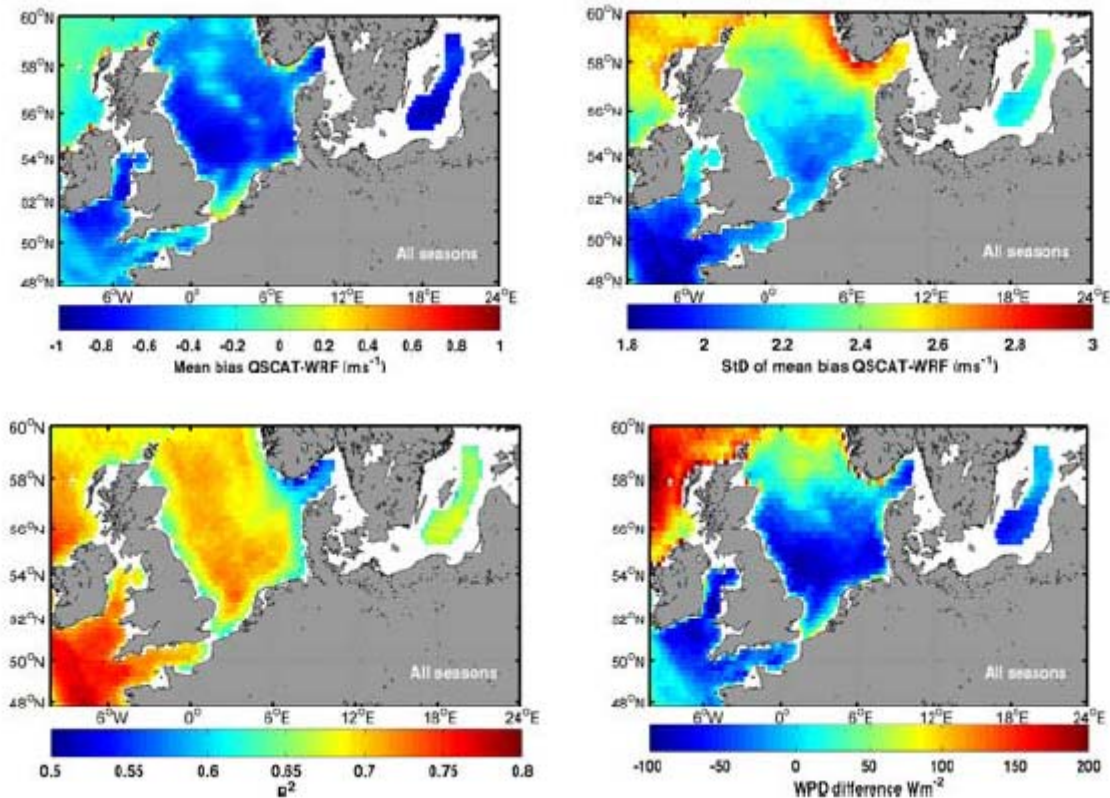 60°N
58°N
56°N
54°N
52°N
50°N
48°N
6°W 0° 6°E 12°E 18°E 24°E
All seasons
-1 -0.8 -0.6 -0.4 -0.2 0 0.2 0.4 0.6 0.8 1
Mean bias QSCAT-WRF (ms⁻¹)
60°N
58°N
56°N
54°N
52°N
50°N
48°N
6°W 0° 6°E 12°E 18°E 24°E
All seasons
1.8 2 2.2 2.4 2.6 2.8 3
StD of mean bias QSCAT-WRF (ms⁻¹)
60°N
58°N
56°N
54°N
52°N
50°N
48°N
6°W 0° 6°E 12°E 18°E 24°E
All seasons
0.5 0.55 0.6 0.65 0.7 0.75 0.8
R²
60°N
58°N
56°N
54°N
52°N
50°N
48°N
6°W 0° 6°E 12°E 18°E 24°E
All seasons
-100 -50 0 50 100 150 200
WPD difference Wm⁻²